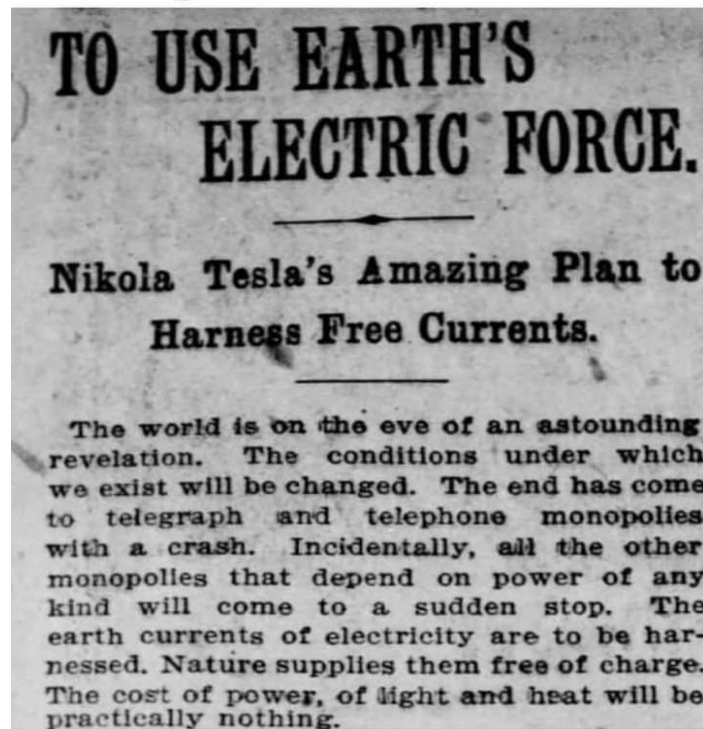 TO USE EARTH'S
ELECTRIC FORCE.
Nikola Tesla's Amazing Plan to
Harness Free Currents.
The world is on the eve of an astounding
revelation. The conditions under which
we exist will be changed. The end has come
to telegraph and telephone monopolies
with a crash. Incidentally, all the other
monopolies that depend on power of any
kind will come to a sudden stop. The
earth currents of electricity are to be har-
nessed. Nature supplies them free of charge.
The cost of power, of light and heat will be
practically nothing.